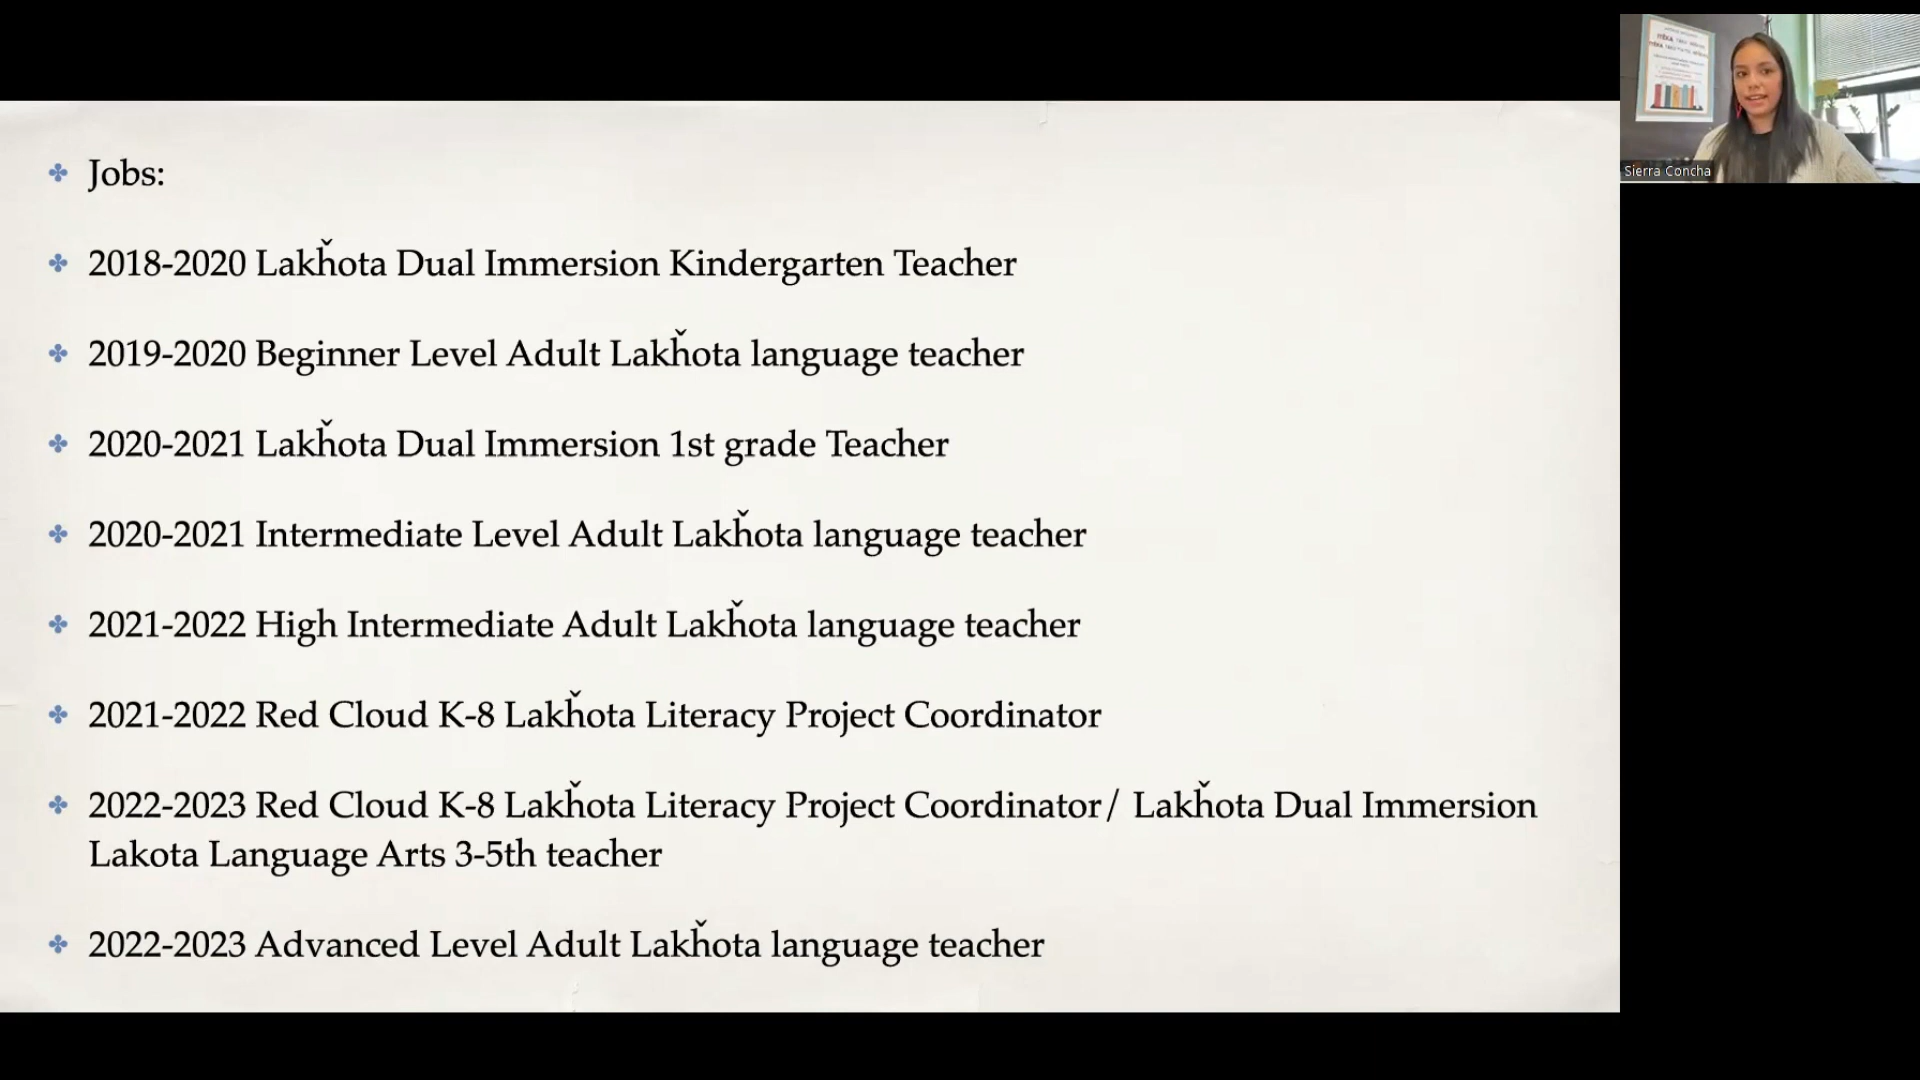 Jobs:
2018-2020 Lakȟota Dual Immersion Kindergarten Teacher
2019-2020 Beginner Level Adult Lakȟota language teacher
2020-2021 Lakȟota Dual Immersion 1st grade Teacher
2020-2021 Intermediate Level Adult Lakȟota language teacher
2021-2022 High Intermediate Adult Lakȟota language teacher
2021-2022 Red Cloud K-8 Lakȟota Literacy Project Coordinator
2022-2023 Red Cloud K-8 Lakȟota Literacy Project Coordinator/ Lakȟota Dual Immersion
Lakota Language Arts 3-5th teacher
2022-2023 Advanced Level Adult Lakȟota language teacher
Sierra Concha